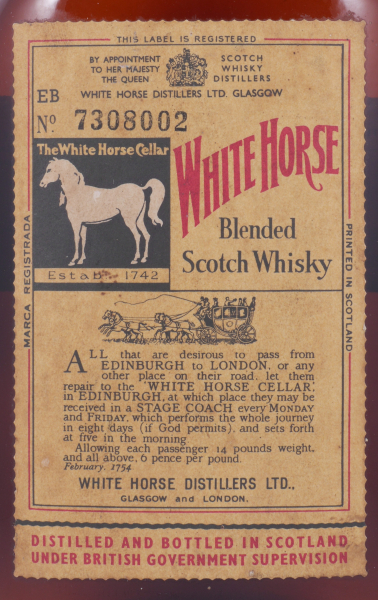 THIS LABEL IS REGISTERED
BY APPOINTMENT
TO HER MAJESTY
THE QUEEN
SCOTCH
WHISKY
DISTILLERS
WHITE HORSE DISTILLERS LTD. GLASGOW
EB
No. 7308002
The White Horse Cellar
WHITE HORSE
Blended
Scotch Whisky
Estabd. 1742
MARCA REGISTRADA
PRINTED IN SCOTLAND
ALL that are desirous to pass from
EDINBURGH to LONDON, or any
other place on their road, let them
repair to the 'WHITE HORSE CELLAR',
in EDINBURGH, at which place they may be
received in a STAGE COACH every MONDAY
and FRIDAY, which performs the whole journey
in eight days (if God permits), and sets forth
at five in the morning.
Allowing each passenger 14 pounds weight,
and all above, 6 pence per pound.
February, 1754.
WHITE HORSE DISTILLERS LTD.,
GLASGOW and LONDON.
DISTILLED AND BOTTLED IN SCOTLAND
UNDER BRITISH GOVERNMENT SUPERVISION